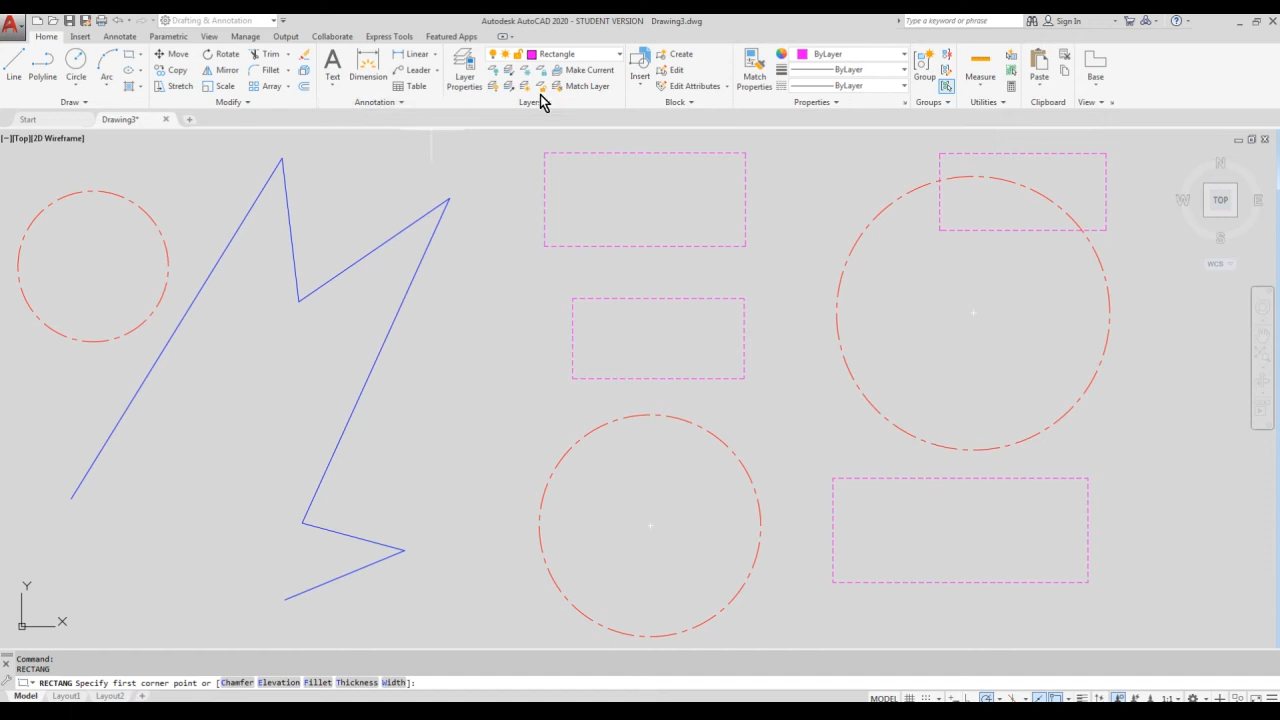 Drafting & Annotation
Autodesk AutoCAD 2020 - STUDENT VERSION Drawing3.dwg
Type a keyword or phrase
Sign In
Home Insert Annotate Parametric View Manage Output Collaborate Express Tools Featured Apps
Line Polyline Circle Arc
Move Rotate Trim
Copy Mirror Fillet
Stretch Scale Array
Text Dimension
Linear
Leader
Table
Layer Properties
Rectangle
Make Current
Match Layer
Insert
Create
Edit
Edit Attributes
Match Properties
ByLayer
ByLayer
ByLayer
Group
Measure
Paste
Base
Draw Modify Annotation Layers Block Properties Groups Utilities Clipboard View
Start Drawing3*
[–][Top][2D Wireframe]
N
W TOP E
S
WCS
Y
X
Command:
RECTANG
RECTANG Specify first corner point or [Chamfer Elevation Fillet Thickness Width]:
Model Layout1 Layout2 +
MODEL 1:1